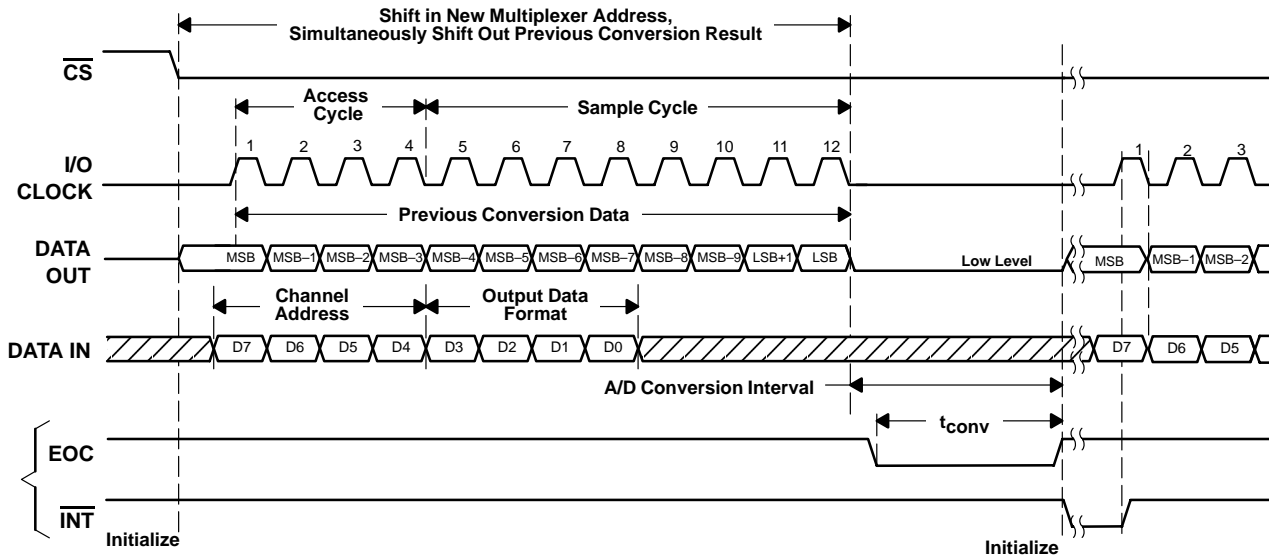 Shift in New Multiplexer Address,
Simultaneously Shift Out Previous Conversion Result
CS
Access
Cycle
Sample Cycle
1 2 3 4 5 6 7 8 9 10 11 12 1 2 3
I/O
CLOCK
Previous Conversion Data
DATA
OUT
MSB MSB–1 MSB–2 MSB–3 MSB–4 MSB–5 MSB–6 MSB–7 MSB–8 MSB–9 LSB+1 LSB Low Level MSB MSB–1 MSB–2
Channel
Address
Output Data
Format
DATA IN D7 D6 D5 D4 D3 D2 D1 D0 D7 D6 D5
A/D Conversion Interval
tconv
EOC
INT
Initialize
Initialize